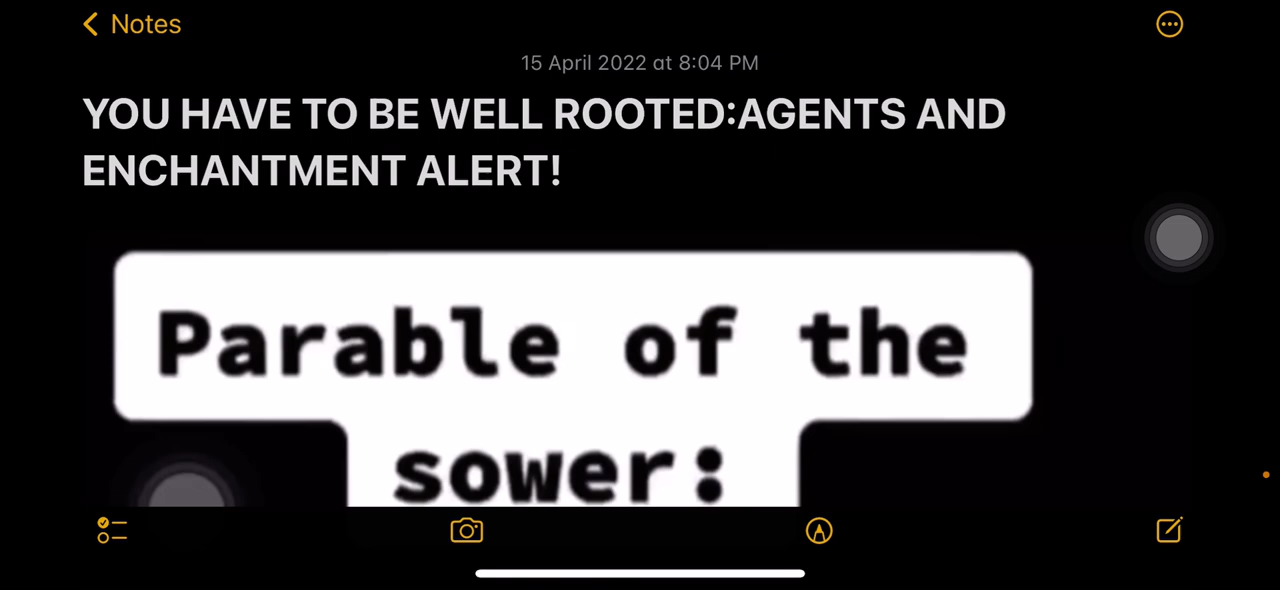 Notes
15 April 2022 at 8:04 PM
YOU HAVE TO BE WELL ROOTED:AGENTS AND
ENCHANTMENT ALERT!
Parable of the
sower: